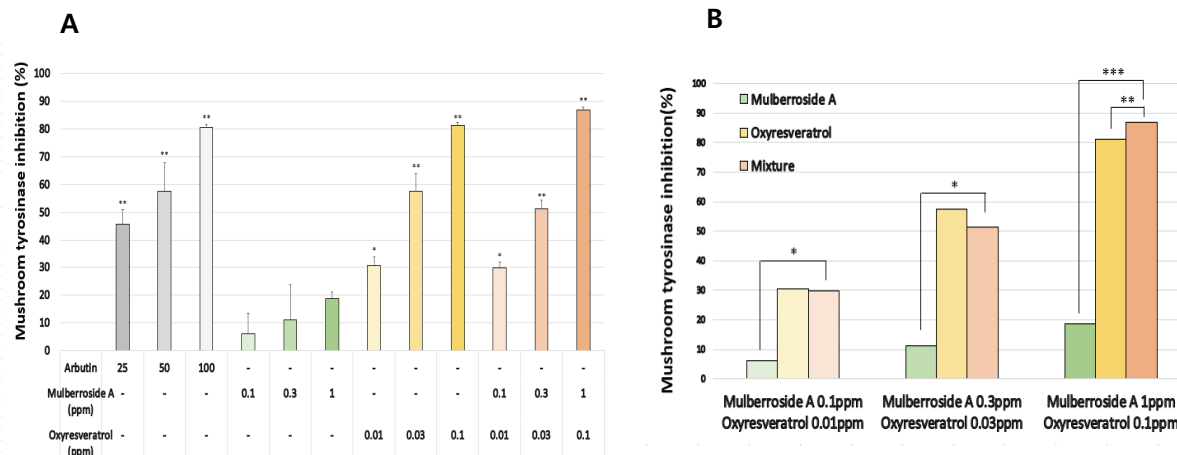 A
Mushroom tyrosinase inhibition (%)
100
90
80
70
60
50
40
30
20
10
0
** ** ** * ** ** * ** **
Arbutin 25 50 100 - - - - - - - - -
Mulberroside A (ppm) - - - 0.1 0.3 1 - - - 0.1 0.3 1
Oxyresveratrol (ppm) - - - - - - 0.01 0.03 0.1 0.01 0.03 0.1
B
Mushroom tyrosinase inhibition(%)
100
90
80
70
60
50
40
30
20
10
0
Mulberroside A
Oxyresveratrol
Mixture
*
*
***
**
Mulberroside A 0.1ppm
Oxyresveratrol 0.01ppm
Mulberroside A 0.3ppm
Oxyresveratrol 0.03ppm
Mulberroside A 1ppm
Oxyresveratrol 0.1ppm